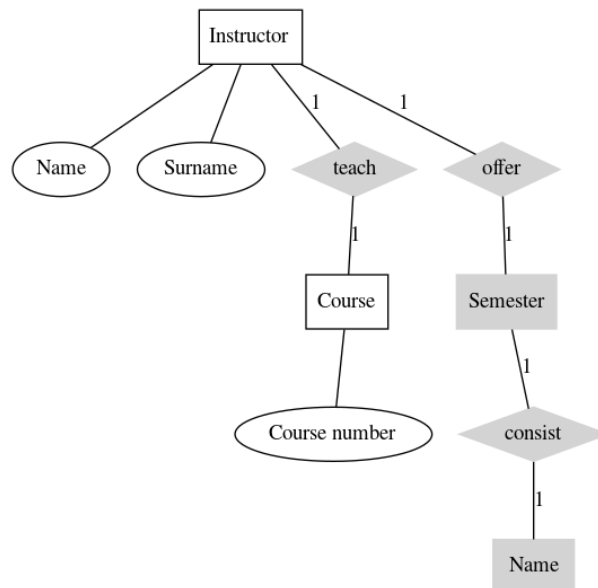 Instructor
1
1
Name
Surname
teach
offer
1
1
Course
Semester
1
Course number
consist
1
Name